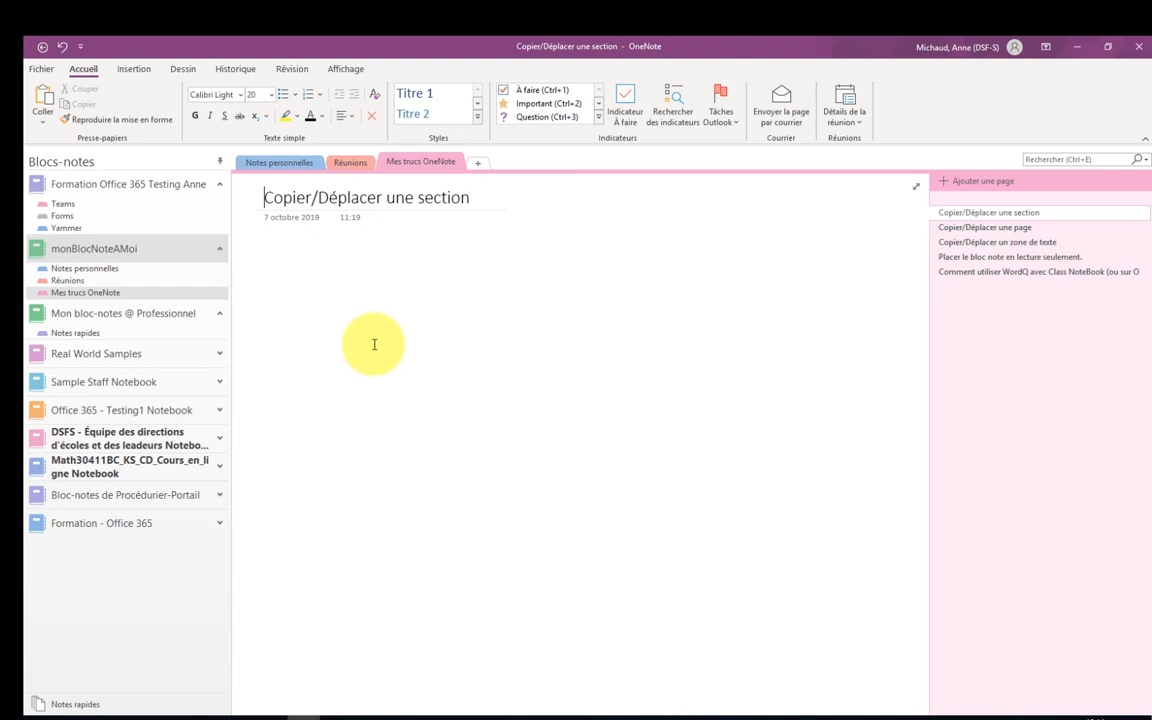 Copier/Déplacer une section - OneNote
Michaud, Anne (DSF-S)
Fichier Accueil Insertion Dessin Historique Révision Affichage
Coller
Couper
Copier
Reproduire la mise en forme
Presse-papiers
Calibri Light 20
G I S ab x₂ A
Texte simple
Titre 1
Titre 2
Styles
À faire (Ctrl+1)
Important (Ctrl+2)
? Question (Ctrl+3)
Indicateur
À faire
Rechercher
des indicateurs
Indicateurs
Tâches
Outlook
Envoyer la page
par courrier
Courrier
Détails de la
réunion
Réunions
Blocs-notes
Notes personnelles Réunions Mes trucs OneNote +
Rechercher (Ctrl+E)
Formation Office 365 Testing Anne
Teams
Forms
Yammer
monBlocNoteAMoi
Notes personnelles
Réunions
Mes trucs OneNote
Mon bloc-notes @ Professionnel
Notes rapides
Real World Samples
Sample Staff Notebook
Office 365 - Testing1 Notebook
DSFS - Équipe des directions
d'écoles et des leadeurs Notebo...
Math30411BC_KS_CD_Cours_en_li
gne Notebook
Bloc-notes de Procédurier-Portail
Formation - Office 365
Notes rapides
Copier/Déplacer une section
7 octobre 2019 11:19
Ajouter une page
Copier/Déplacer une section
Copier/Déplacer une page
Copier/Déplacer un zone de texte
Placer le bloc note en lecture seulement.
Comment utiliser WordQ avec Class NoteBook (ou sur O